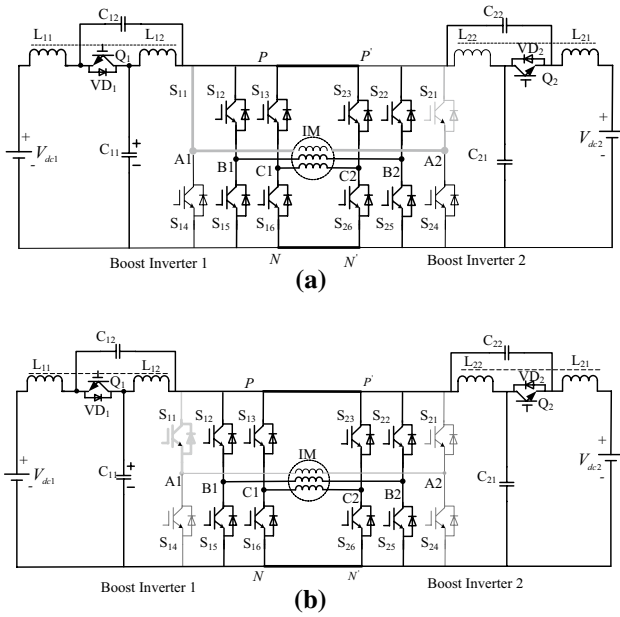 C12 C22
L11 Q1 L12 P P' L22 VD2 L21
VD1 Q2
S11 S12 S13 S23 S22 S21
+ Vdc1 - C11 + - IM C21 + Vdc2 -
A1 B1 C1 C2 B2 A2
S14 S15 S16 S26 S25 S24
Boost Inverter 1 N N' Boost Inverter 2
(a)
C12 C22
L11 Q1 L12 P P' L22 VD2 L21
VD1 Q2
S11 S12 S13 S23 S22 S21
+ Vdc1 - C11 + - IM C21 + Vdc2 -
A1 B1 C1 C2 B2 A2
S14 S15 S16 S26 S25 S24
Boost Inverter 1 N N' Boost Inverter 2
(b)